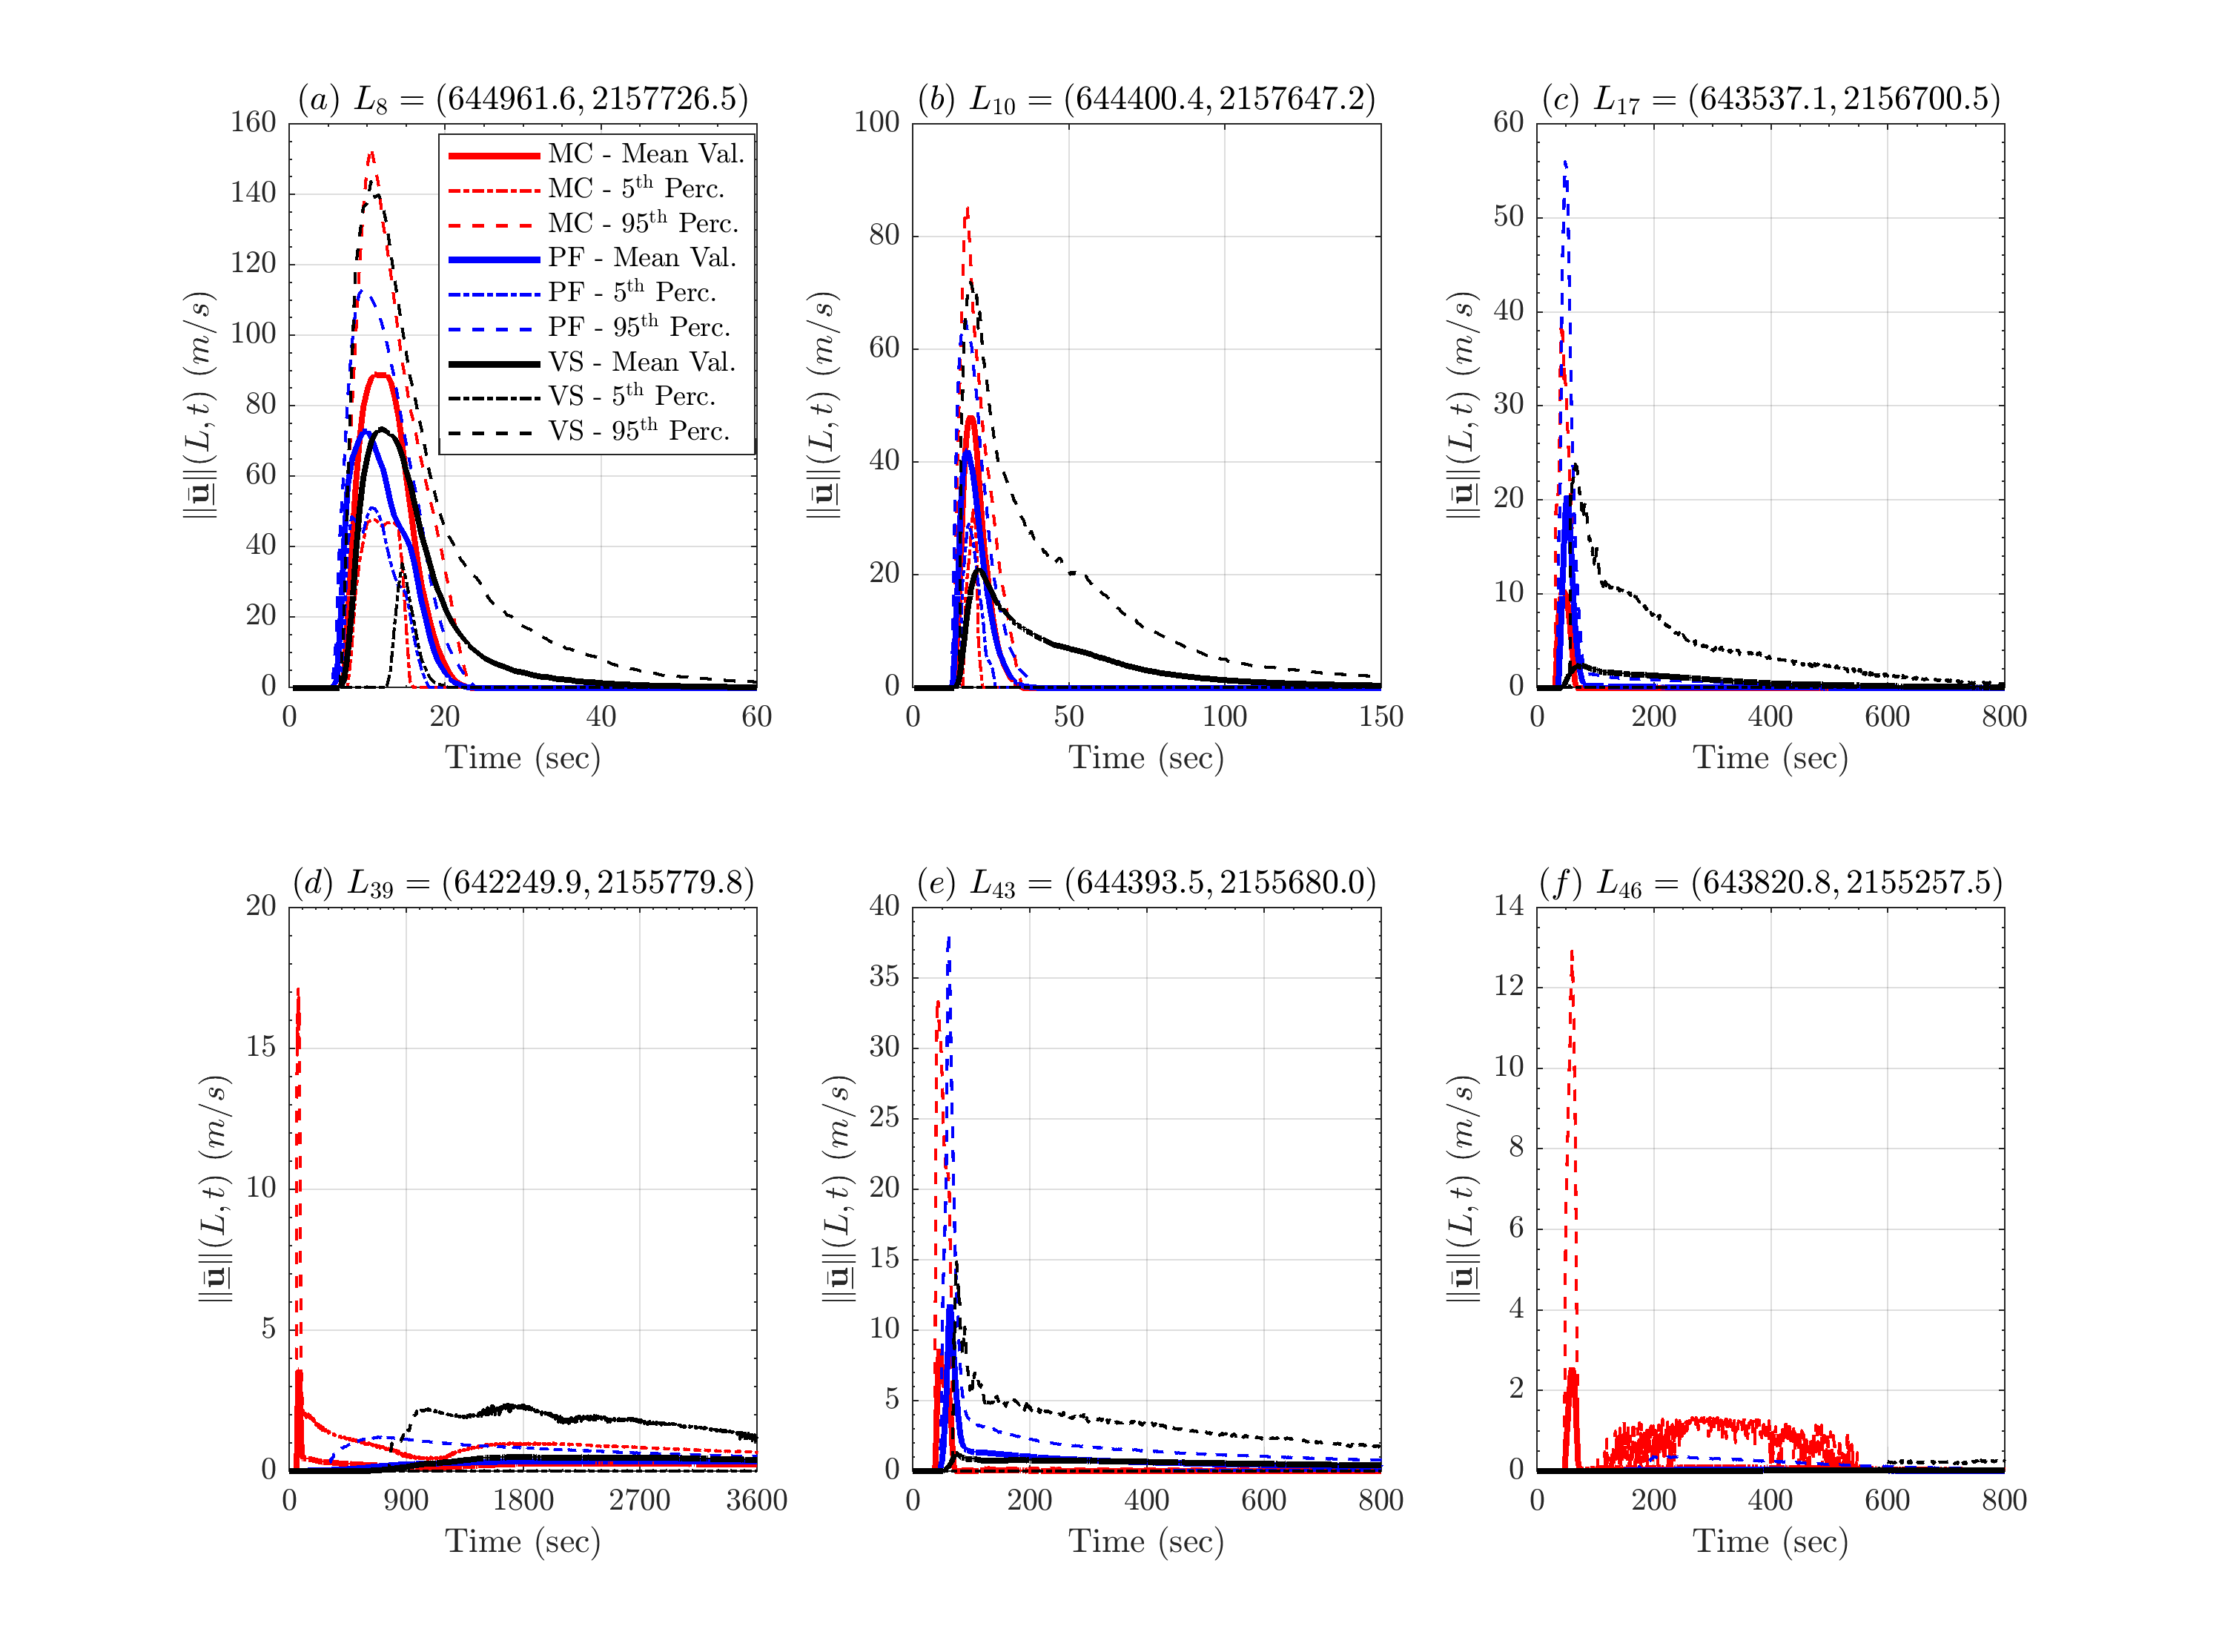 (a) L₈ = (644961.6, 2157726.5)
160
140
120
100
80
60
40
20
0
||ū||(L, t) (m/s)
MC - Mean Val.
MC - 5th Perc.
MC - 95th Perc.
PF - Mean Val.
PF - 5th Perc.
PF - 95th Perc.
VS - Mean Val.
VS - 5th Perc.
VS - 95th Perc.
0 20 40 60
Time (sec)
(b) L₁₀ = (644400.4, 2157647.2)
100
80
60
40
20
0
||ū||(L, t) (m/s)
0 50 100 150
Time (sec)
(c) L₁₇ = (643537.1, 2156700.5)
60
50
40
30
20
10
0
||ū||(L, t) (m/s)
0 200 400 600 800
Time (sec)
(d) L₃₉ = (642249.9, 2155779.8)
20
15
10
5
0
||ū||(L, t) (m/s)
0 900 1800 2700 3600
Time (sec)
(e) L₄₃ = (644393.5, 2155680.0)
40
35
30
25
20
15
10
5
0
||ū||(L, t) (m/s)
0 200 400 600 800
Time (sec)
(f) L₄₆ = (643820.8, 2155257.5)
14
12
10
8
6
4
2
0
||ū||(L, t) (m/s)
0 200 400 600 800
Time (sec)